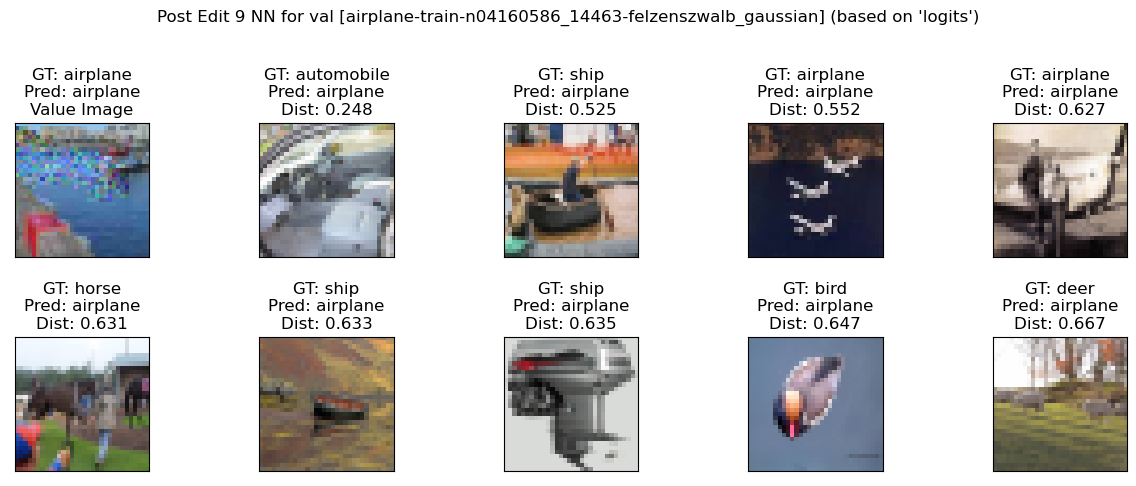 Post Edit 9 NN for val [airplane-train-n04160586_14463-felzenszwalb_gaussian] (based on 'logits')
GT: airplane
Pred: airplane
Value Image
GT: automobile
Pred: airplane
Dist: 0.248
GT: ship
Pred: airplane
Dist: 0.525
GT: airplane
Pred: airplane
Dist: 0.552
GT: airplane
Pred: airplane
Dist: 0.627
GT: horse
Pred: airplane
Dist: 0.631
GT: ship
Pred: airplane
Dist: 0.633
GT: ship
Pred: airplane
Dist: 0.635
GT: bird
Pred: airplane
Dist: 0.647
GT: deer
Pred: airplane
Dist: 0.667